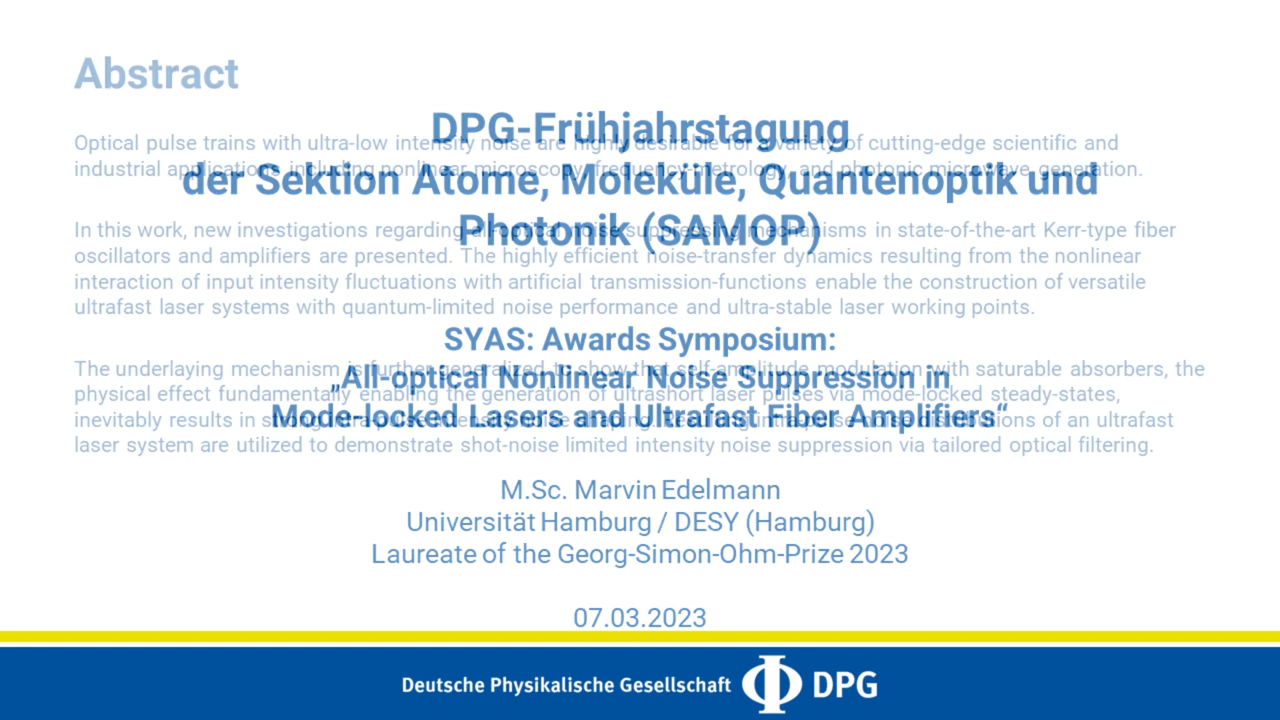 Abstract
DPG-Frühjahrstagung
der Sektion Atome, Moleküle, Quantenoptik und
Photonik (SAMOP)
Optical pulse trains with ultra-low intensity noise are highly desirable for a variety of cutting-edge scientific and
industrial applications, including nonlinear microscopy, frequency-metrology, and photonic microwave generation.
In this work, new investigations regarding all-optical noise suppressing mechanisms in state-of-the-art Kerr-type fiber
oscillators and amplifiers are presented. The highly efficient noise-transfer dynamics resulting from the nonlinear
interaction of input intensity fluctuations with artificial transmission-functions enable the construction of versatile
ultrafast laser systems with quantum-limited noise performance and ultra-stable laser working points.
SYAS: Awards Symposium:
„All-optical Nonlinear Noise Suppression in
Mode-locked Lasers and Ultrafast Fiber Amplifiers“
The underlaying mechanism is further generalized to show that self-amplitude modulation with saturable absorbers, the
physical effect fundamentally enabling the generation of ultrashort laser pulses via mode-locked steady-states,
inevitably results in noise of an ultrafast
laser system are utilized to demonstrate shot-noise limited intensity noise suppression via tailored optical filtering.
M.Sc. Marvin Edelmann
Universität Hamburg / DESY (Hamburg)
Laureate of the Georg-Simon-Ohm-Prize 2023
07.03.2023
Deutsche Physikalische Gesellschaft DPG